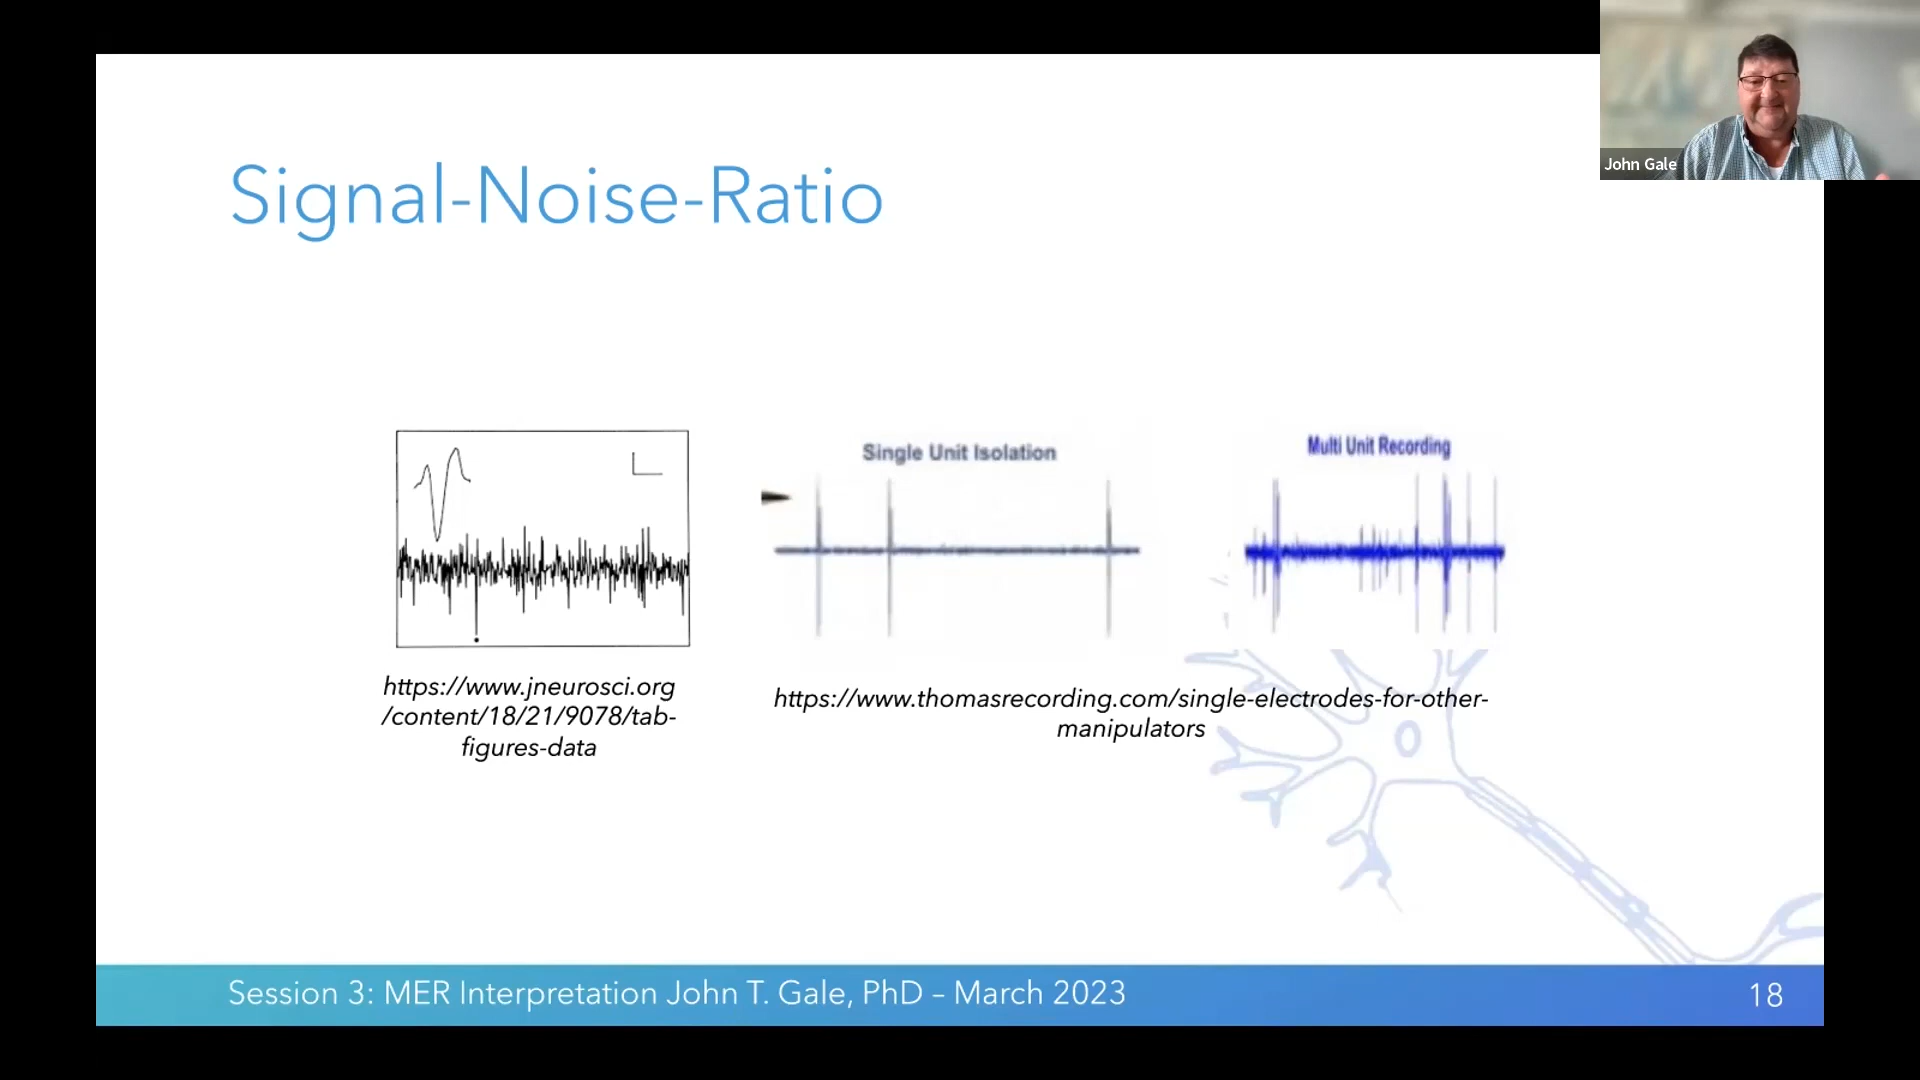 John Gale
Signal-Noise-Ratio
Single Unit Isolation
Multi Unit Recording
https://www.jneurosci.org
/content/18/21/9078/tab-
figures-data
https://www.thomasrecording.com/single-electrodes-for-other-
manipulators
Session 3: MER Interpretation John T. Gale, PhD – March 2023
18